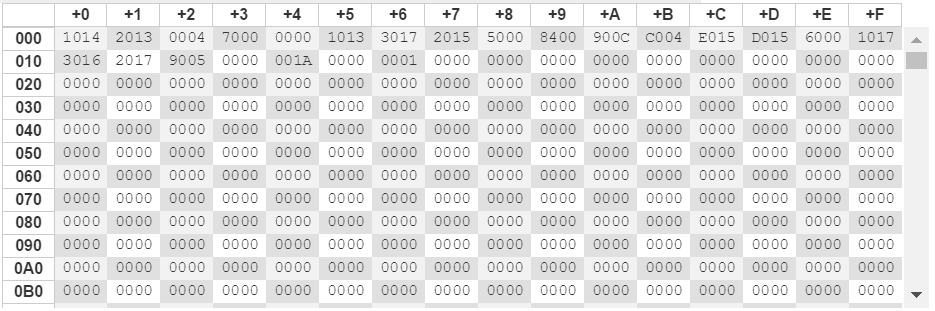 +0 +1 +2 +3 +4 +5 +6 +7 +8 +9 +A +B +C +D +E +F
000 1014 2013 0004 7000 0000 1013 3017 2015 5000 8400 900C C004 E015 D015 6000 1017
010 3016 2017 9005 0000 001A 0000 0001 0000 0000 0000 0000 0000 0000 0000 0000 0000
020 0000 0000 0000 0000 0000 0000 0000 0000 0000 0000 0000 0000 0000 0000 0000 0000
030 0000 0000 0000 0000 0000 0000 0000 0000 0000 0000 0000 0000 0000 0000 0000 0000
040 0000 0000 0000 0000 0000 0000 0000 0000 0000 0000 0000 0000 0000 0000 0000 0000
050 0000 0000 0000 0000 0000 0000 0000 0000 0000 0000 0000 0000 0000 0000 0000 0000
060 0000 0000 0000 0000 0000 0000 0000 0000 0000 0000 0000 0000 0000 0000 0000 0000
070 0000 0000 0000 0000 0000 0000 0000 0000 0000 0000 0000 0000 0000 0000 0000 0000
080 0000 0000 0000 0000 0000 0000 0000 0000 0000 0000 0000 0000 0000 0000 0000 0000
090 0000 0000 0000 0000 0000 0000 0000 0000 0000 0000 0000 0000 0000 0000 0000 0000
0A0 0000 0000 0000 0000 0000 0000 0000 0000 0000 0000 0000 0000 0000 0000 0000 0000
0B0 0000 0000 0000 0000 0000 0000 0000 0000 0000 0000 0000 0000 0000 0000 0000 0000